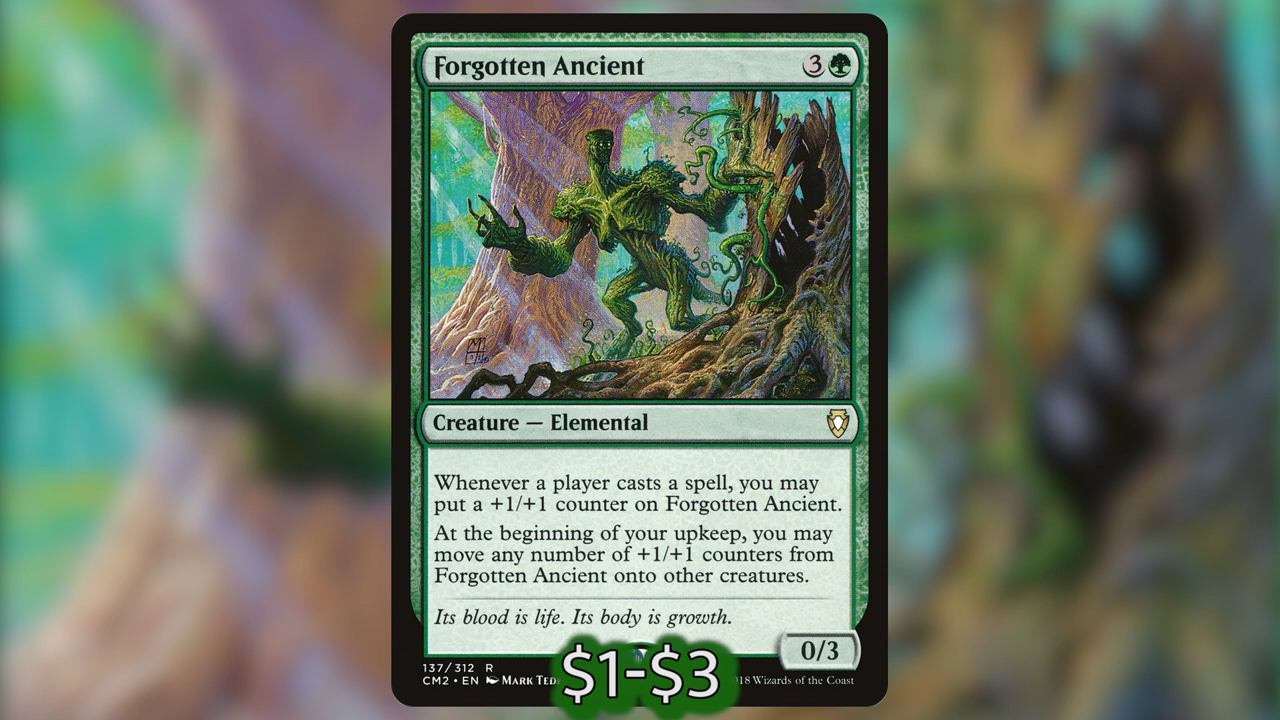 Forgotten Ancient 3
Creature — Elemental
Whenever a player casts a spell, you may
put a +1/+1 counter on Forgotten Ancient.
At the beginning of your upkeep, you may
move any number of +1/+1 counters from
Forgotten Ancient onto other creatures.
Its blood is life. Its body is growth.
0/3
137/312 R
CM2 • EN MARK TED 18 Wizards of the Coast
$1-$3